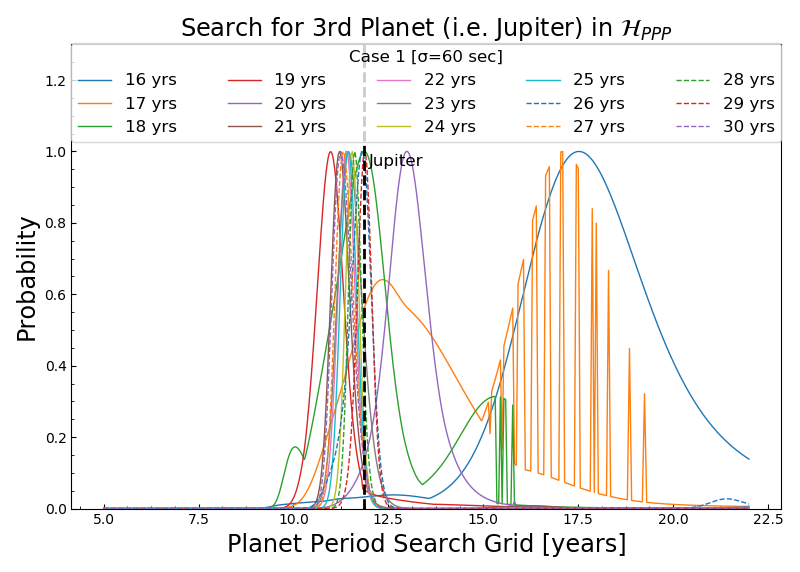 Search for 3rd Planet (i.e. Jupiter) in ℋ_PPP
Case 1 [σ=60 sec]
16 yrs 19 yrs 22 yrs 25 yrs 28 yrs
17 yrs 20 yrs 23 yrs 26 yrs 29 yrs
18 yrs 21 yrs 24 yrs 27 yrs 30 yrs
1.2
1.0
0.8
0.6
0.4
0.2
0.0
Probability
Jupiter
5.0 7.5 10.0 12.5 15.0 17.5 20.0 22.5
Planet Period Search Grid [years]